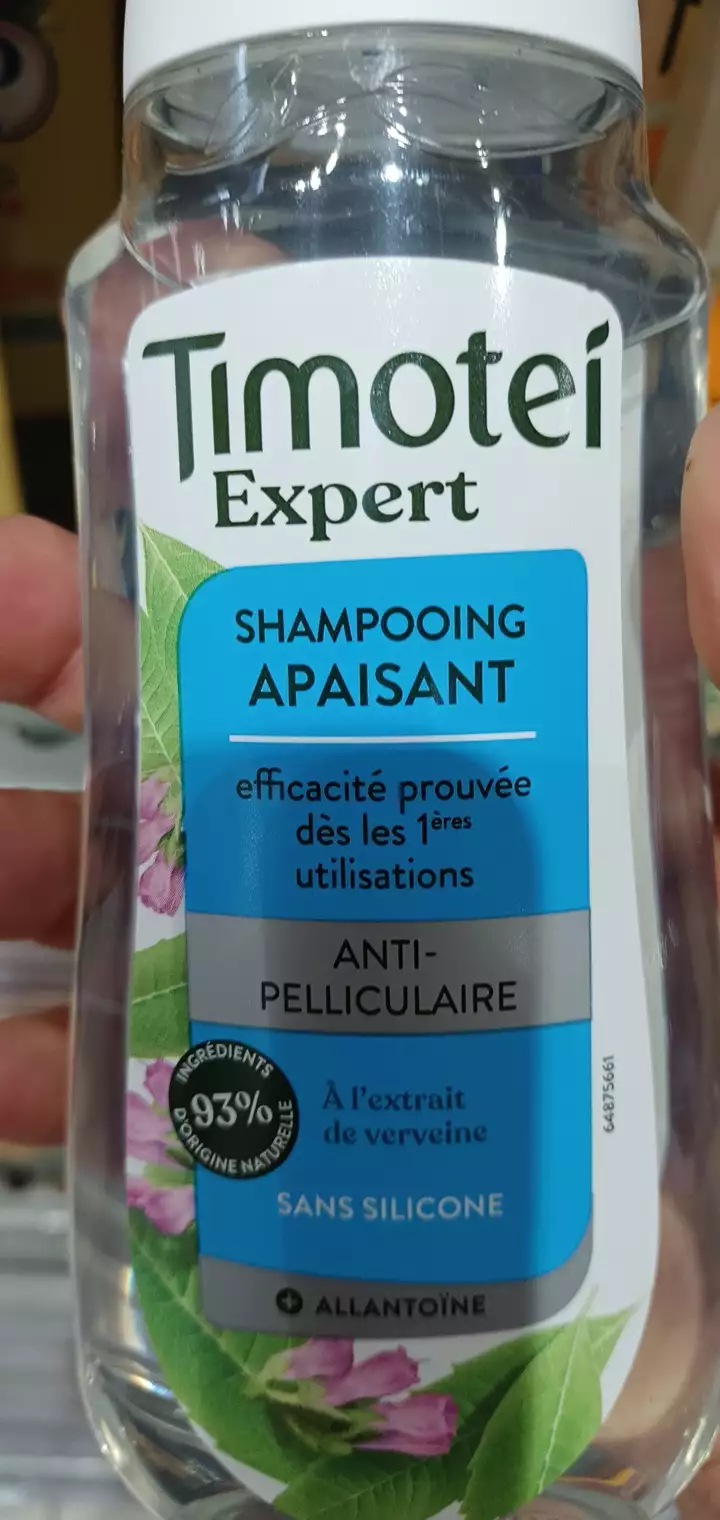 Timotei
Expert
SHAMPOOING
APAISANT
efficacité prouvée
dès les 1ères
utilisations
ANTI-
PELLICULAIRE
INGRÉDIENTS
93%
D'ORIGINE NATURELLE
À l'extrait
de verveine
SANS SILICONE
+ ALLANTOÏNE
64875661